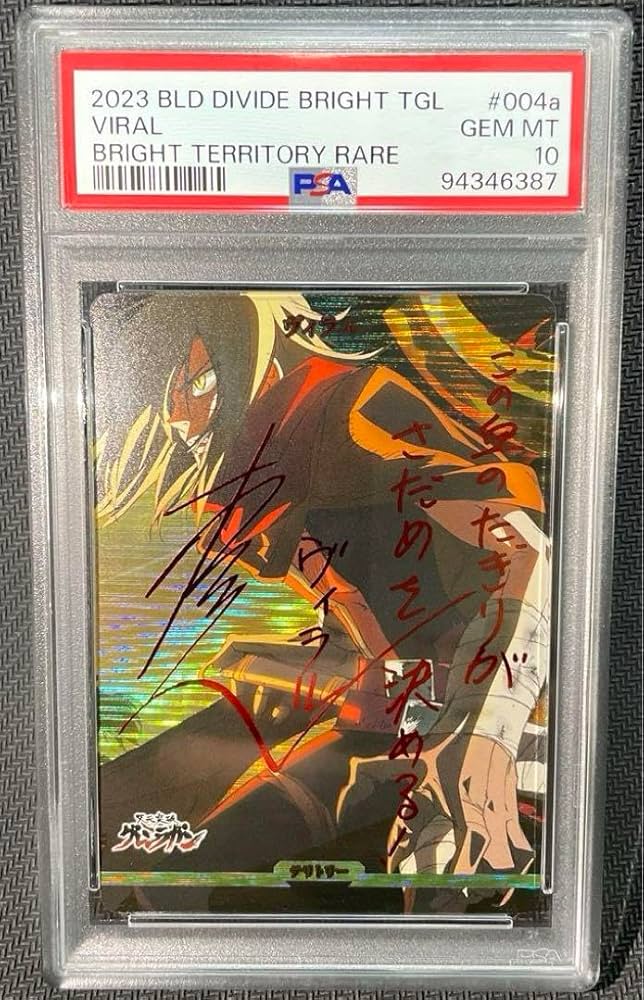 2023 BLD DIVIDE BRIGHT TGL #004a
VIRAL GEM MT
BRIGHT TERRITORY RARE 10
PSA 94346387
ヴィラル
この血のたぎりが
さだめを決める!
ヴィラル
天元突破
グレンラガン
テリトリー
PSA